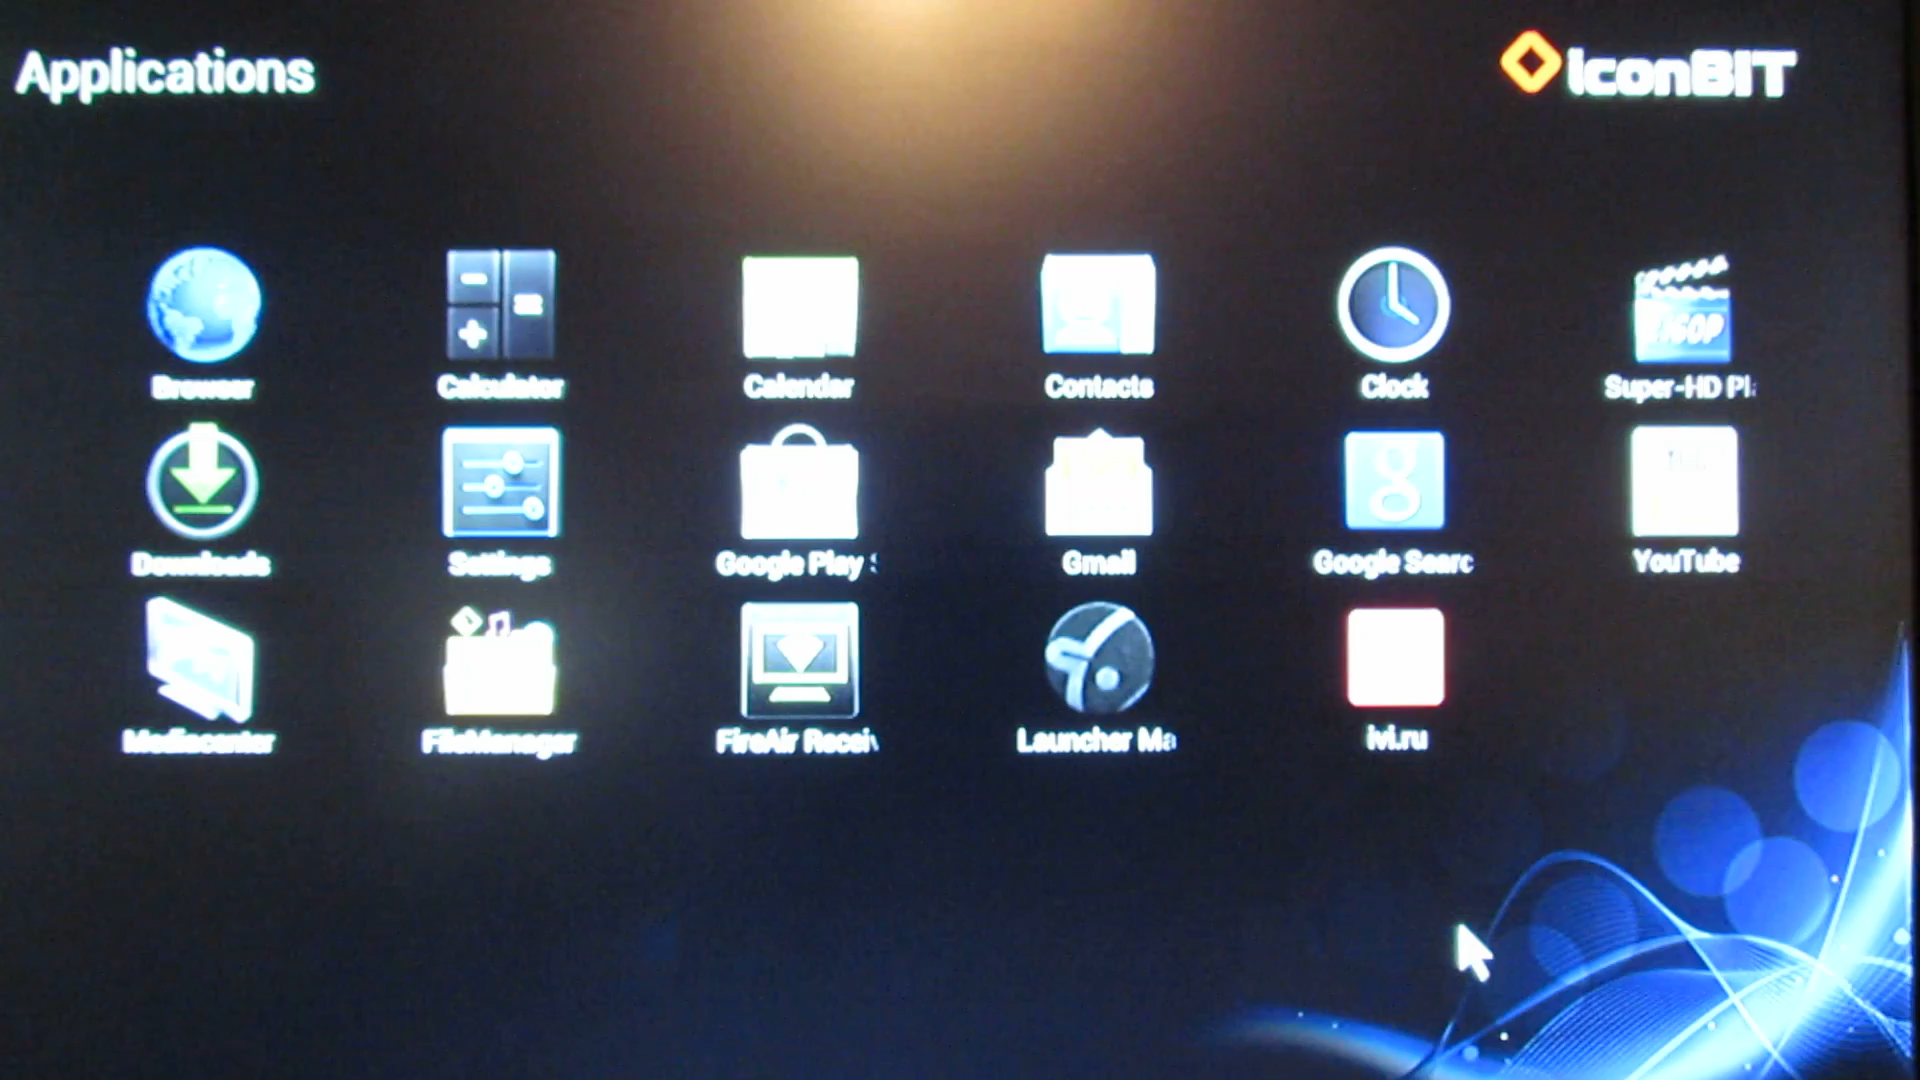 Applications
iconBIT
Browser
Calculator
Calendar
Contacts
Clock
Super-HD Pl
Downloads
Settings
Google Play S
Gmail
Google Searc
YouTube
Mediacenter
FileManager
FireAir Receiv
Launcher Ma
ivi.ru